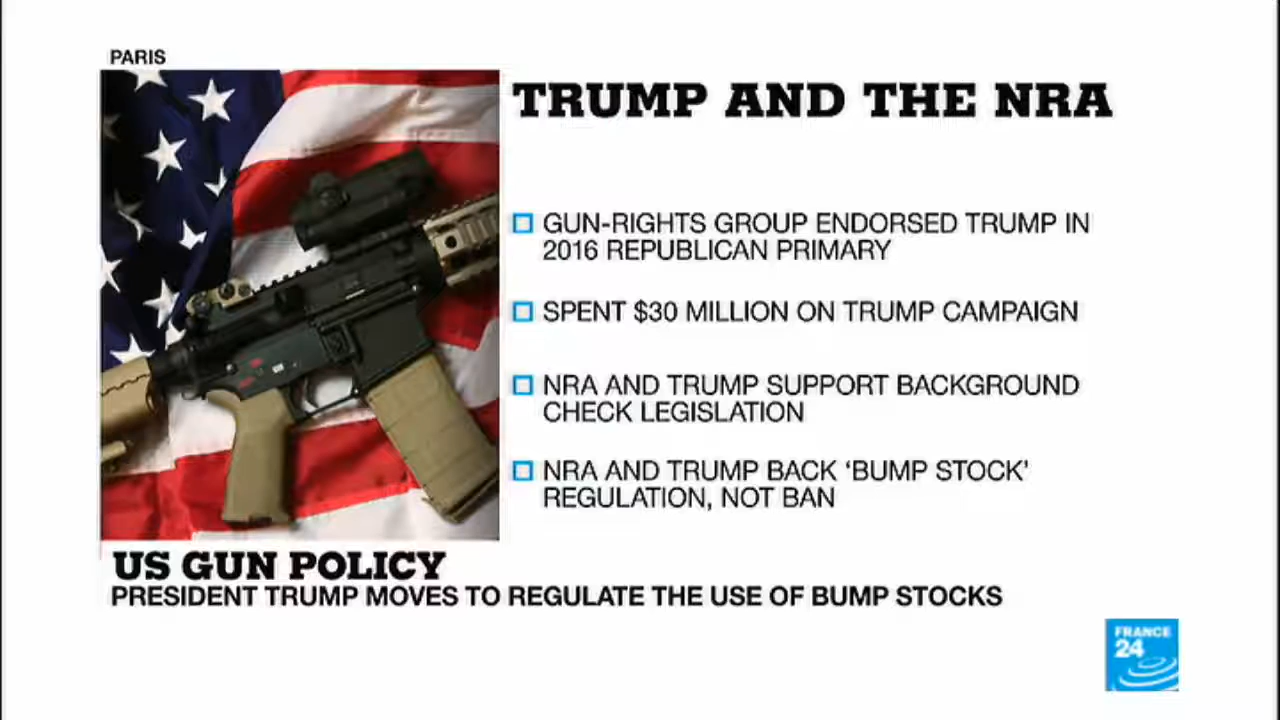 PARIS
TRUMP AND THE NRA
GUN-RIGHTS GROUP ENDORSED TRUMP IN
2016 REPUBLICAN PRIMARY
SPENT $30 MILLION ON TRUMP CAMPAIGN
NRA AND TRUMP SUPPORT BACKGROUND
CHECK LEGISLATION
NRA AND TRUMP BACK ‘BUMP STOCK’
REGULATION, NOT BAN
US GUN POLICY
PRESIDENT TRUMP MOVES TO REGULATE THE USE OF BUMP STOCKS
FRANCE
24